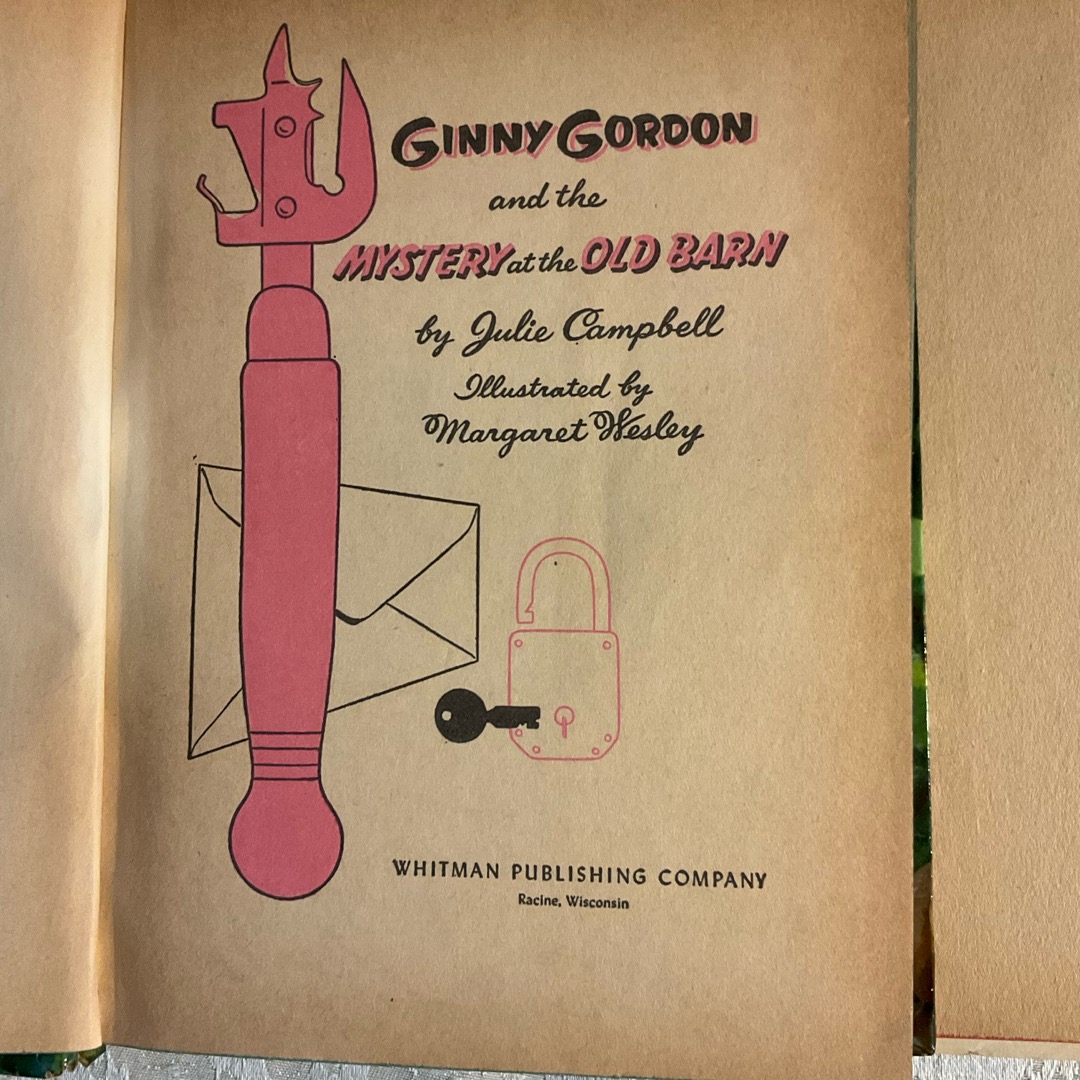 GINNY GORDON
and the
MYSTERY at the OLD BARN
by Julie Campbell
Illustrated by
Margaret Wesley
WHITMAN PUBLISHING COMPANY
Racine, Wisconsin